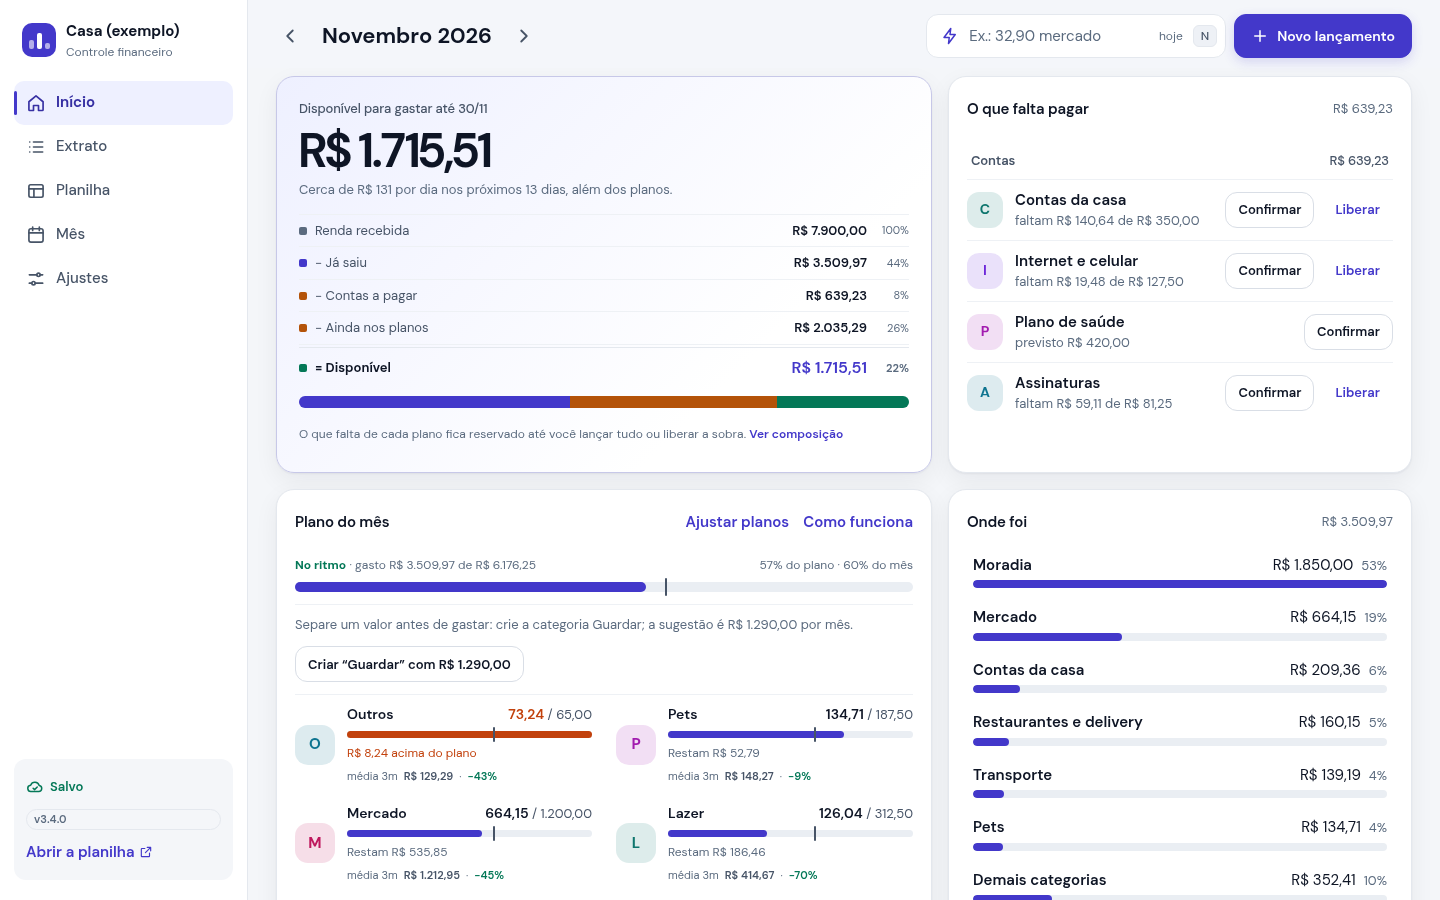 Casa (exemplo)
Controle financeiro
Início
Extrato
Planilha
Mês
Ajustes
Salvo
v3.4.0
Abrir a planilha
Novembro 2026
Ex.: 32,90 mercado hoje N
Novo lançamento
Disponível para gastar até 30/11
R$ 1.715,51
Cerca de R$ 131 por dia nos próximos 13 dias, além dos planos.
Renda recebida R$ 7.900,00 100%
− Já saiu R$ 3.509,97 44%
− Contas a pagar R$ 639,23 8%
− Ainda nos planos R$ 2.035,29 26%
= Disponível R$ 1.715,51 22%
O que falta de cada plano fica reservado até você lançar tudo ou liberar a sobra. Ver composição
O que falta pagar R$ 639,23
Contas R$ 639,23
C Contas da casa Confirmar Liberar
faltam R$ 140,64 de R$ 350,00
I Internet e celular Confirmar Liberar
faltam R$ 19,48 de R$ 127,50
P Plano de saúde Confirmar
previsto R$ 420,00
A Assinaturas Confirmar Liberar
faltam R$ 59,11 de R$ 81,25
Plano do mês Ajustar planos Como funciona
No ritmo · gasto R$ 3.509,97 de R$ 6.176,25 57% do plano · 60% do mês
Separe um valor antes de gastar: crie a categoria Guardar; a sugestão é R$ 1.290,00 por mês.
Criar “Guardar” com R$ 1.290,00
O Outros 73,24 / 65,00
R$ 8,24 acima do plano
média 3m R$ 129,29 · −43%
P Pets 134,71 / 187,50
Restam R$ 52,79
média 3m R$ 148,27 · −9%
M Mercado 664,15 / 1.200,00
Restam R$ 535,85
média 3m R$ 1.212,95 · −45%
L Lazer 126,04 / 312,50
Restam R$ 186,46
média 3m R$ 414,67 · −70%
Onde foi R$ 3.509,97
Moradia R$ 1.850,00 53%
Mercado R$ 664,15 19%
Contas da casa R$ 209,36 6%
Restaurantes e delivery R$ 160,15 5%
Transporte R$ 139,19 4%
Pets R$ 134,71 4%
Demais categorias R$ 352,41 10%